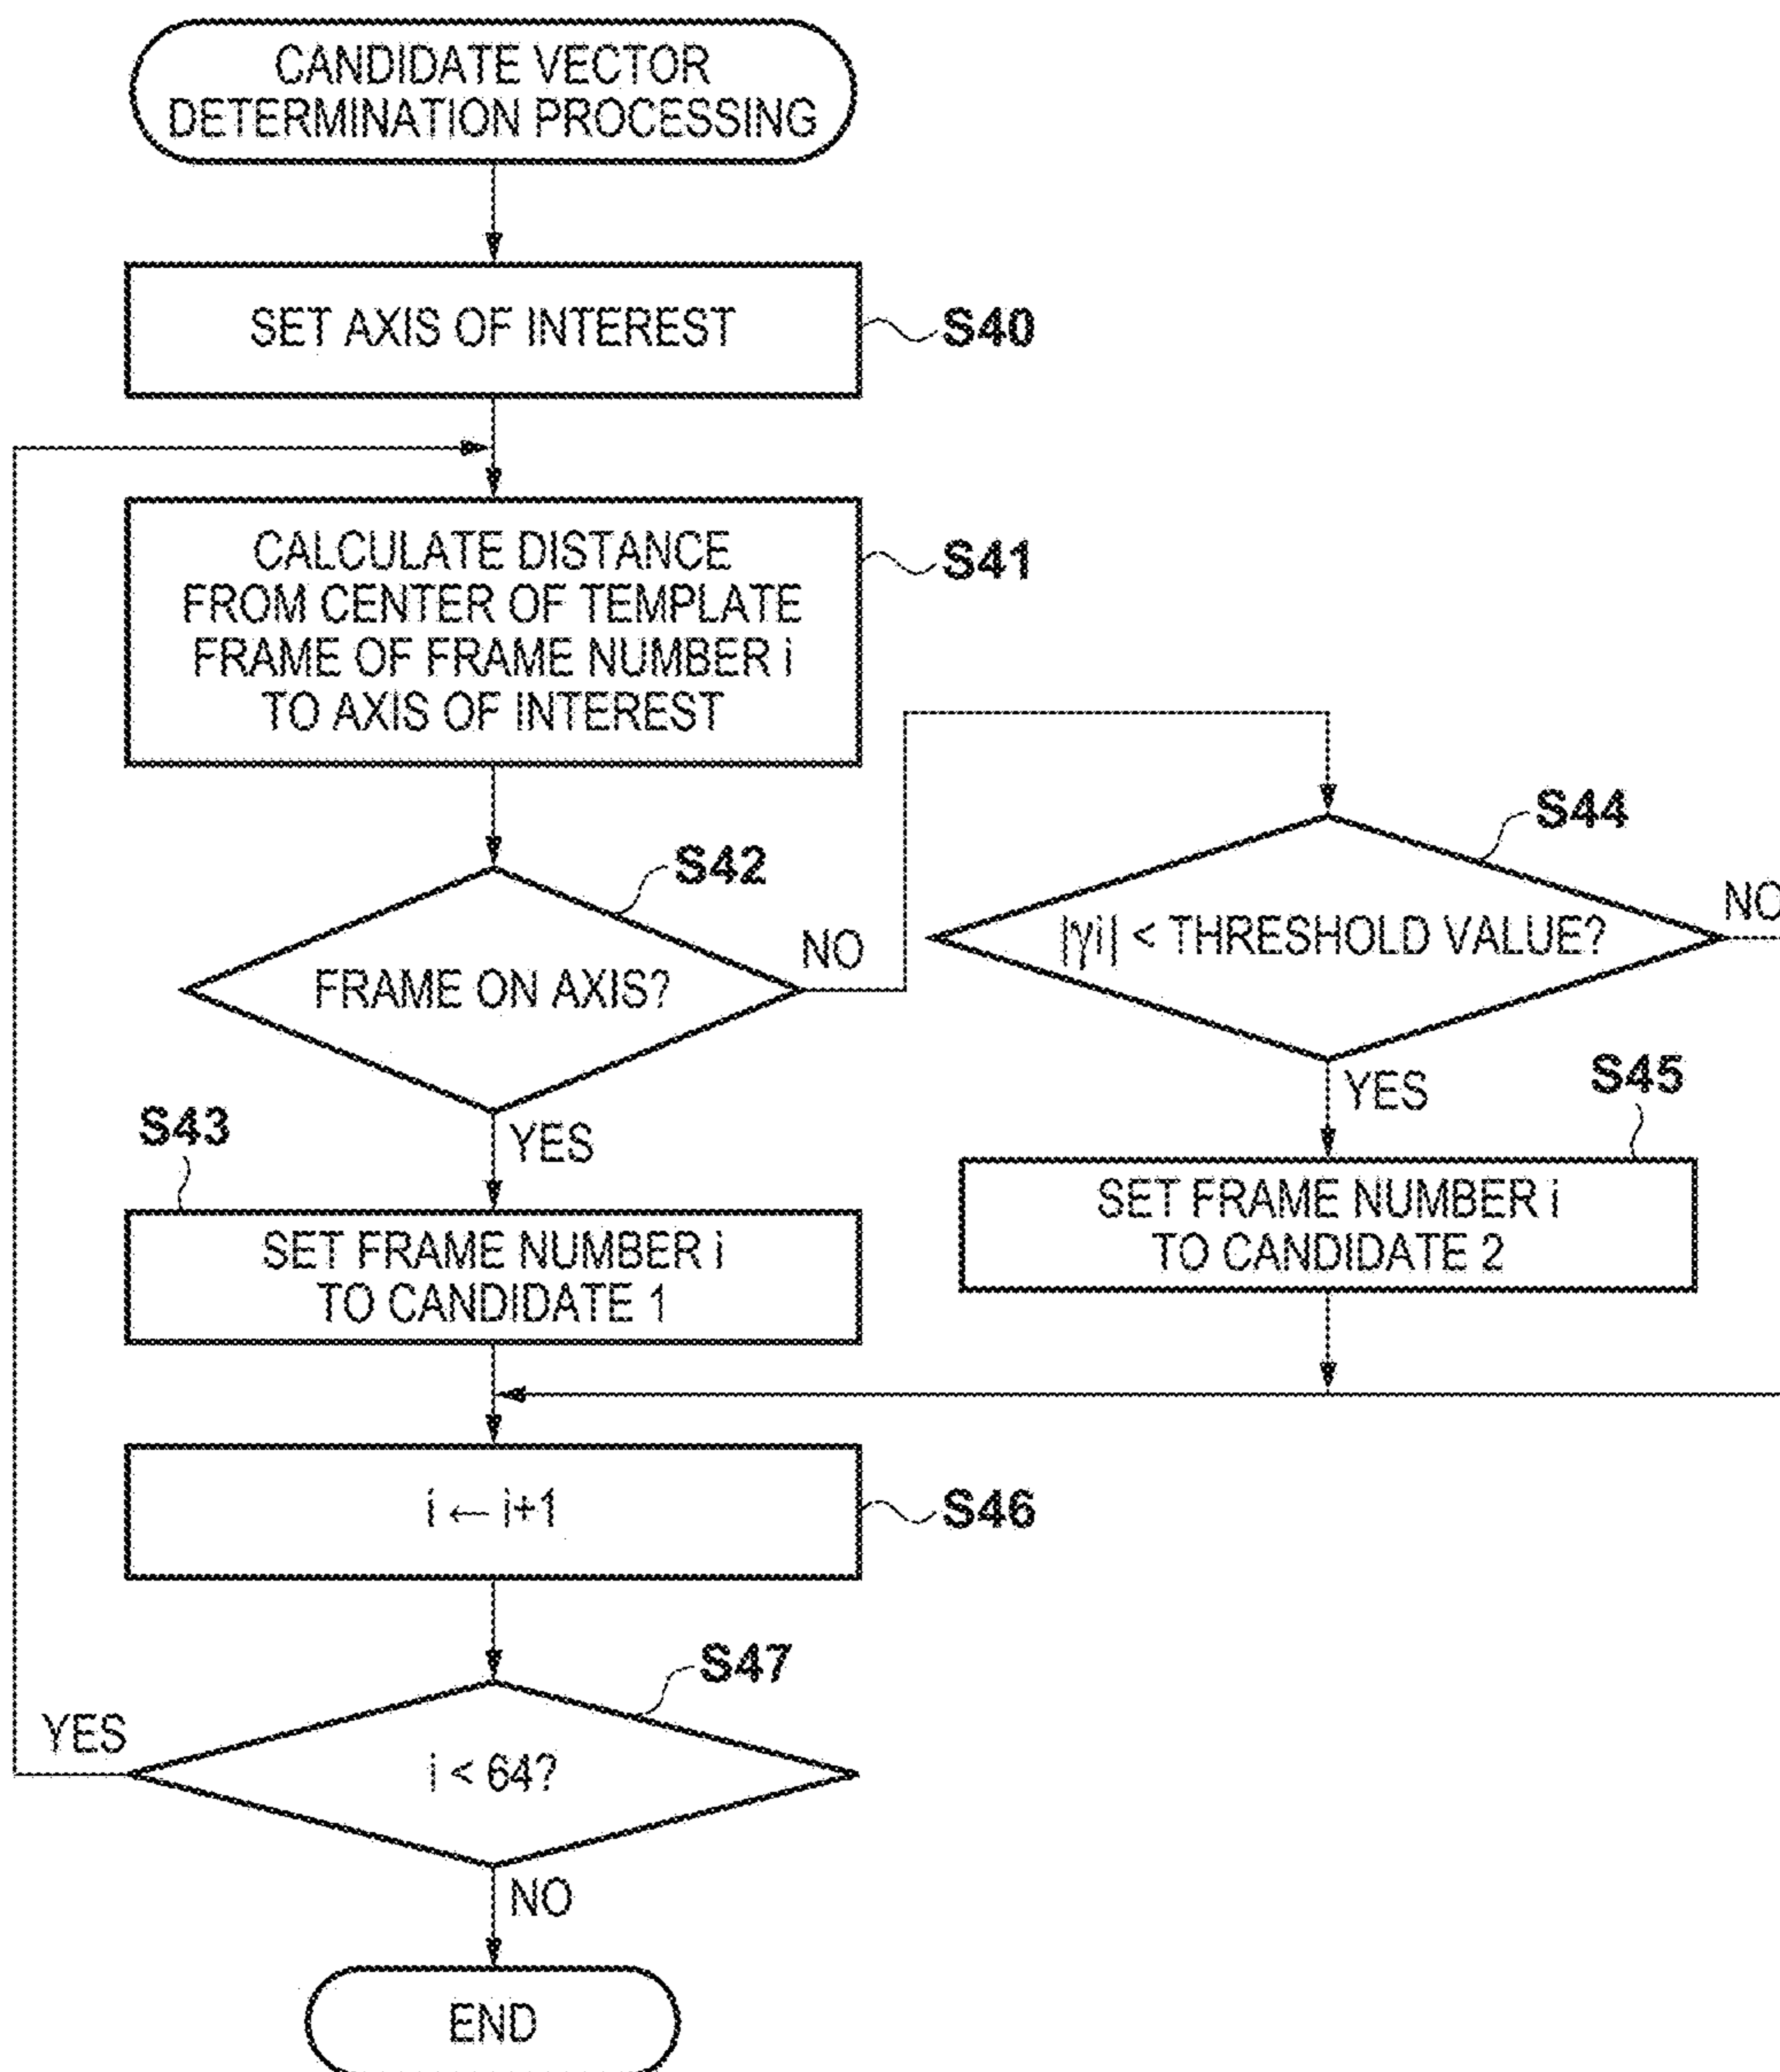 CANDIDATE VECTOR
DETERMINATION PROCESSING
SET AXIS OF INTEREST
S40
CALCULATE DISTANCE
FROM CENTER OF TEMPLATE
FRAME OF FRAME NUMBER i
TO AXIS OF INTEREST
S41
S42
FRAME ON AXIS?
NO
YES
S43
SET FRAME NUMBER i
TO CANDIDATE 1
S44
|γi| < THRESHOLD VALUE?
NO
YES
S45
SET FRAME NUMBER i
TO CANDIDATE 2
i ← i+1
S46
S47
i < 64?
YES
NO
END